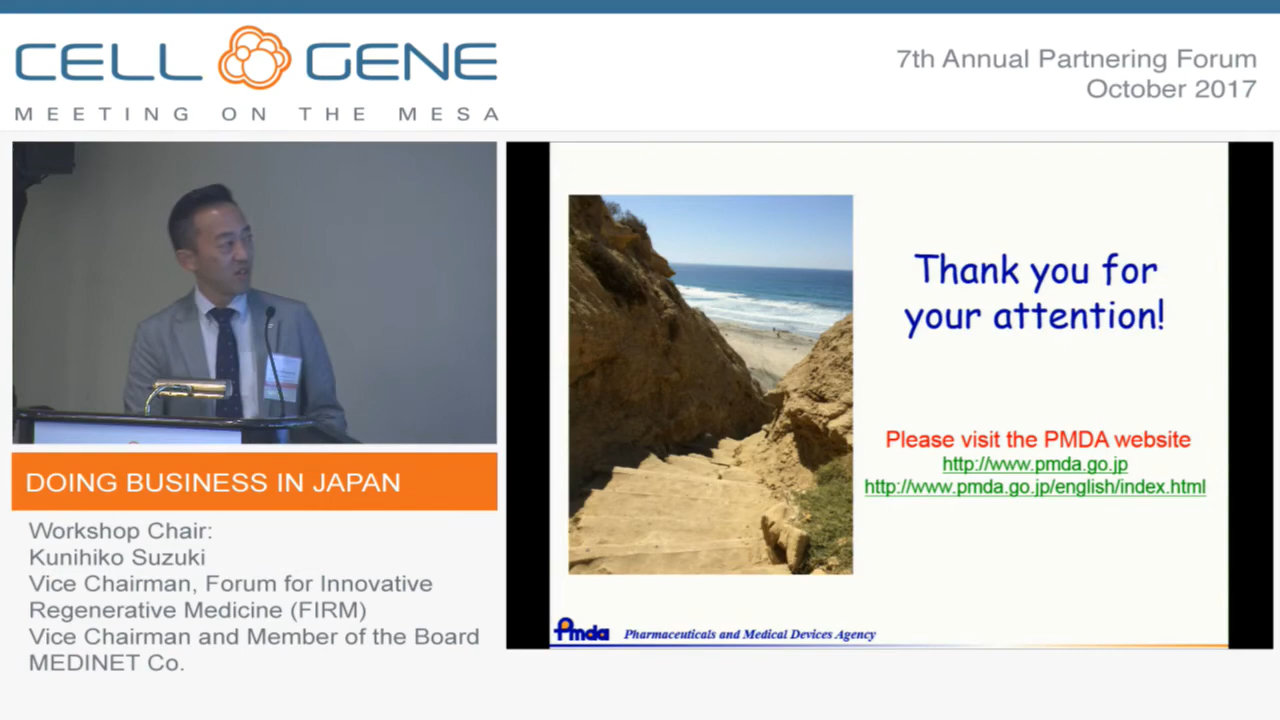 CELL GENE
MEETING ON THE MESA
7th Annual Partnering Forum
October 2017
Thank you for
your attention!
Please visit the PMDA website
http://www.pmda.go.jp
http://www.pmda.go.jp/english/index.html
Pmda Pharmaceuticals and Medical Devices Agency
DOING BUSINESS IN JAPAN
Workshop Chair:
Kunihiko Suzuki
Vice Chairman, Forum for Innovative
Regenerative Medicine (FIRM)
Vice Chairman and Member of the Board
MEDINET Co.